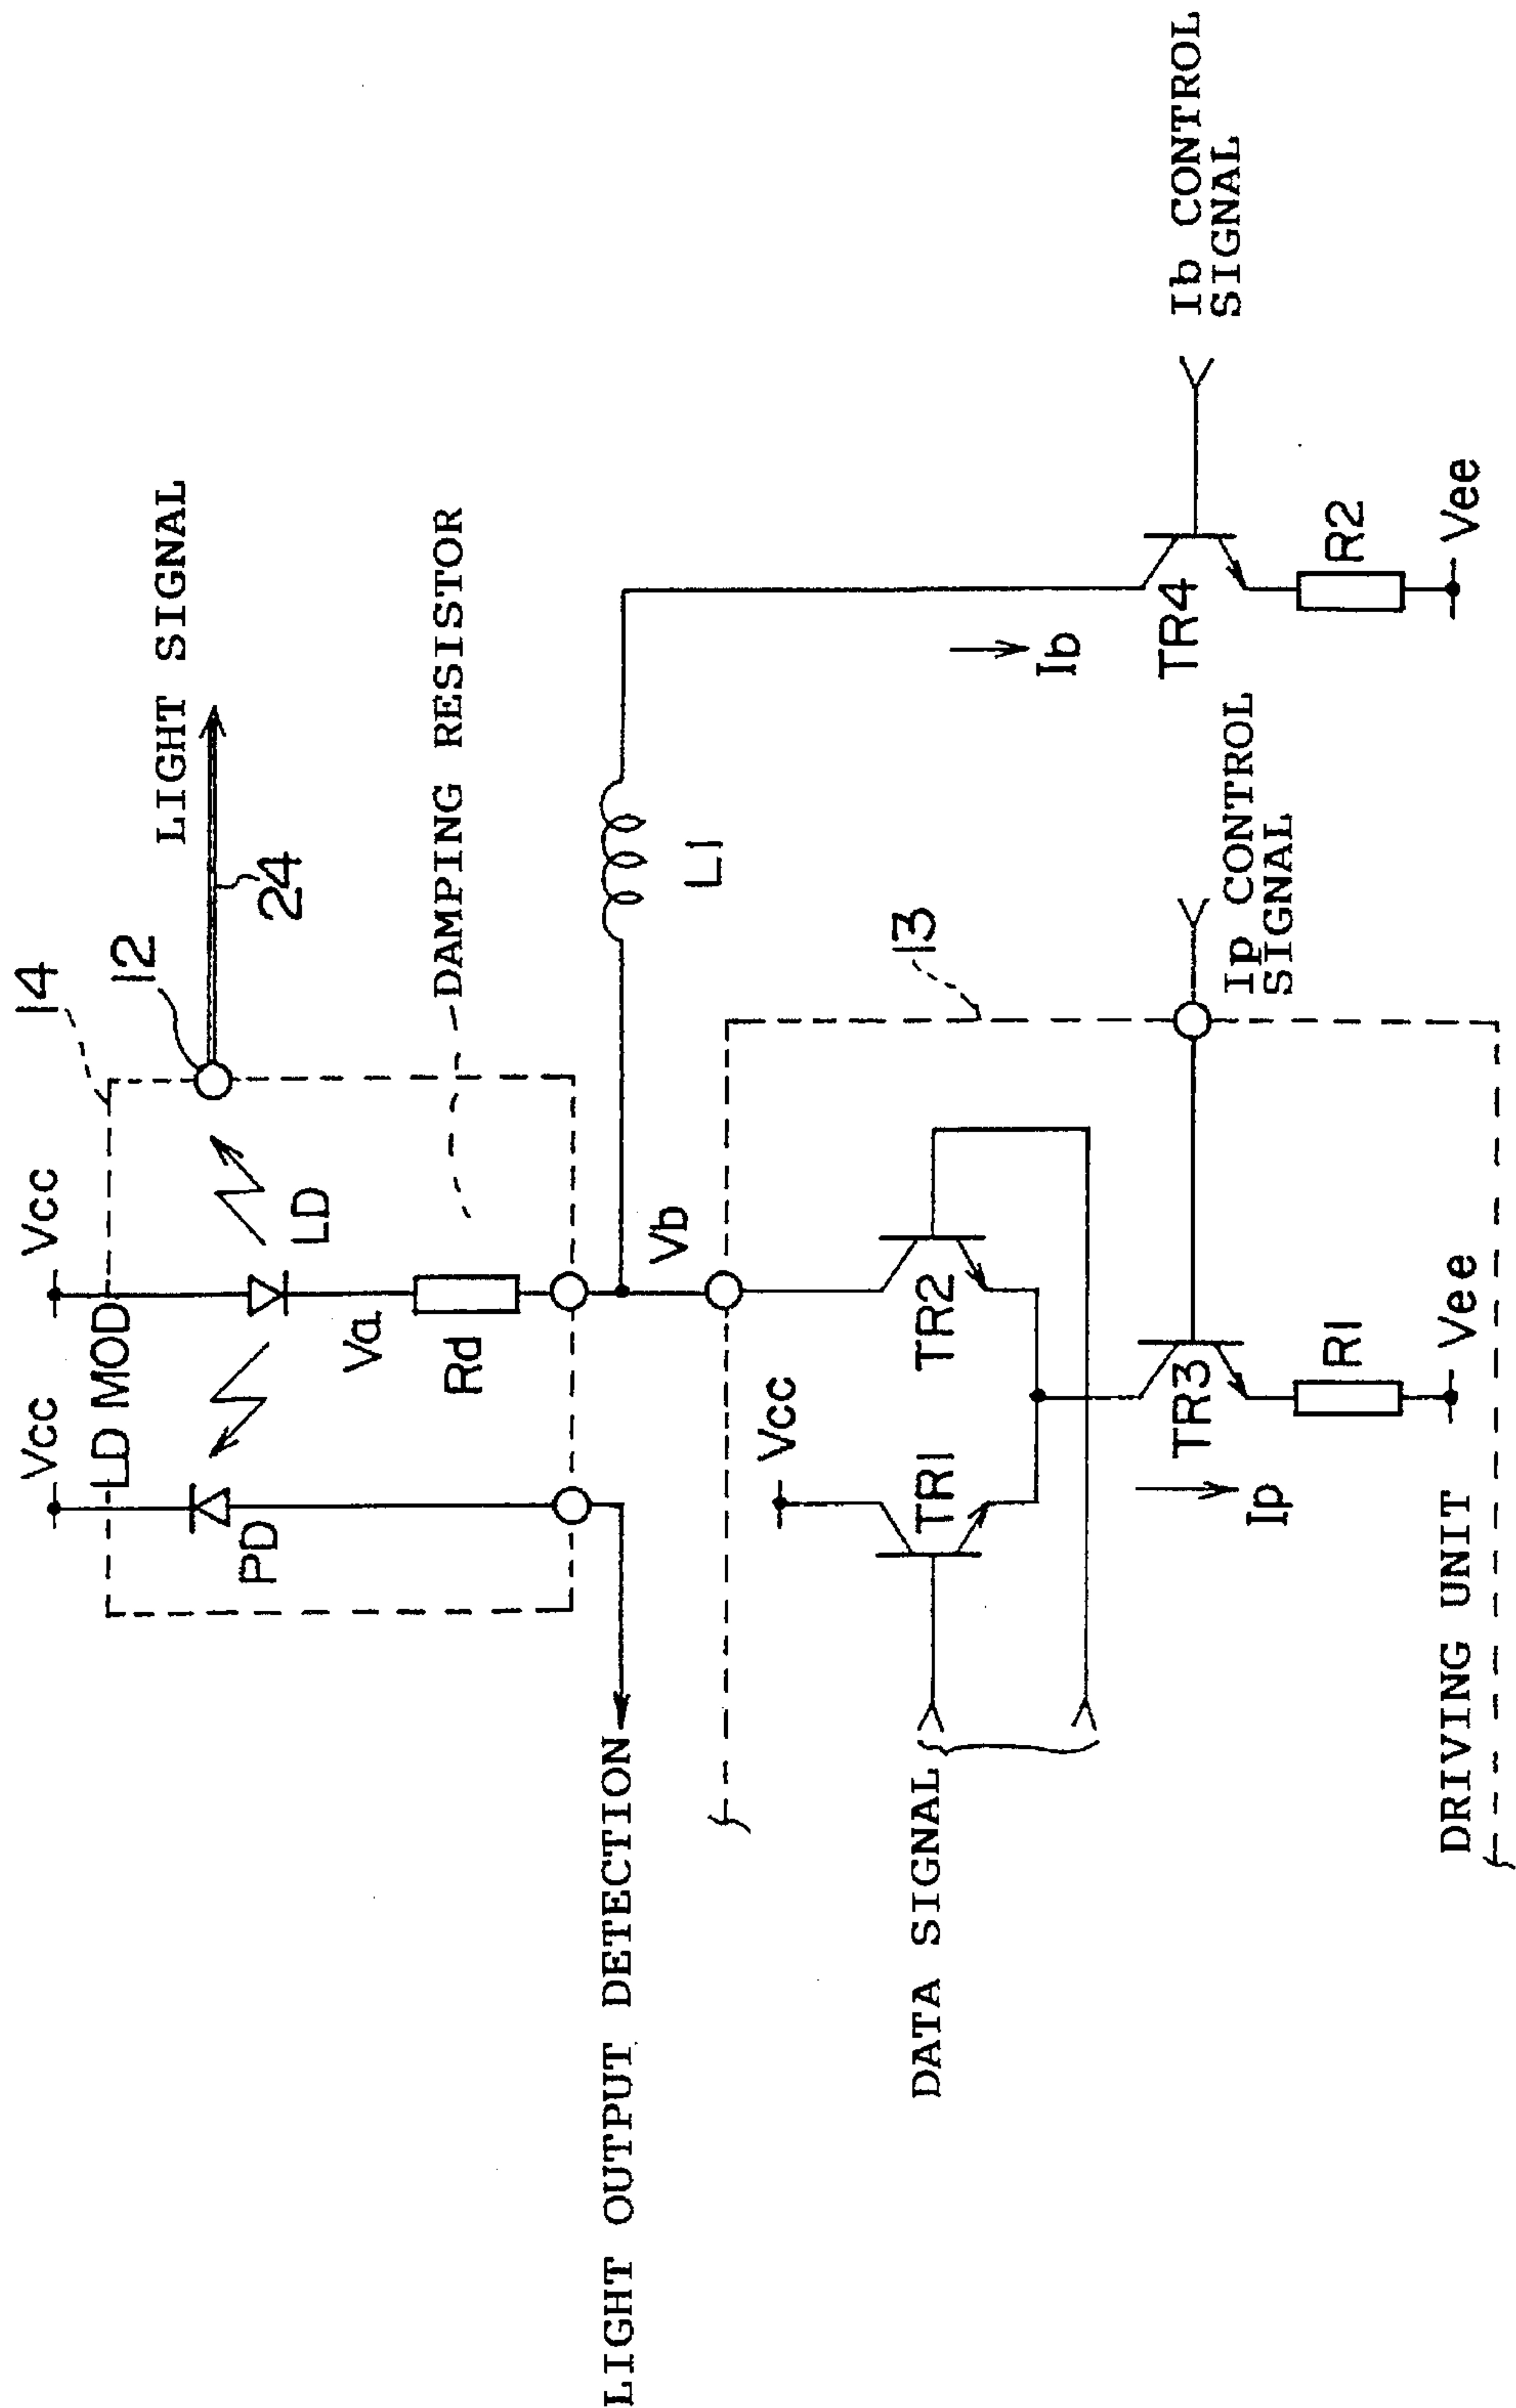 14
12
LIGHT SIGNAL
24
Vcc
Vcc
LD MOD
LD
PD
Va
Rd
DAMPING RESISTOR
LIGHT OUTPUT DETECTION
Vb
L1
13
Vcc
TR1
TR2
DATA SIGNAL
Ib
TR4
Ib CONTROL
SIGNAL
R2
Vee
Ip CONTROL
SIGNAL
TR3
Ip
R1
Vee
DRIVING UNIT